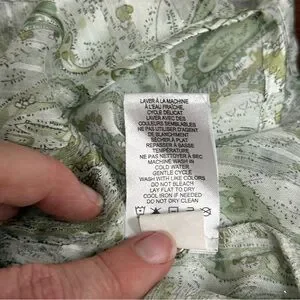 LAVER À LA MACHINE
À L'EAU FRAÎCHE
CYCLE DÉLICAT
LAVER AVEC DES
COULEURS SEMBLABLES
NE PAS UTILISER D'AGENT
DE BLANCHIMENT
SÉCHER À PLAT
REPASSER À BASSE
TEMPÉRATURE
NE PAS NETTOYER À SEC
MACHINE WASH IN
COLD WATER
GENTLE CYCLE
WASH WITH LIKE COLORS
DO NOT BLEACH
LAY FLAT TO DRY
COOL IRON IF NEEDED
DO NOT DRY CLEAN